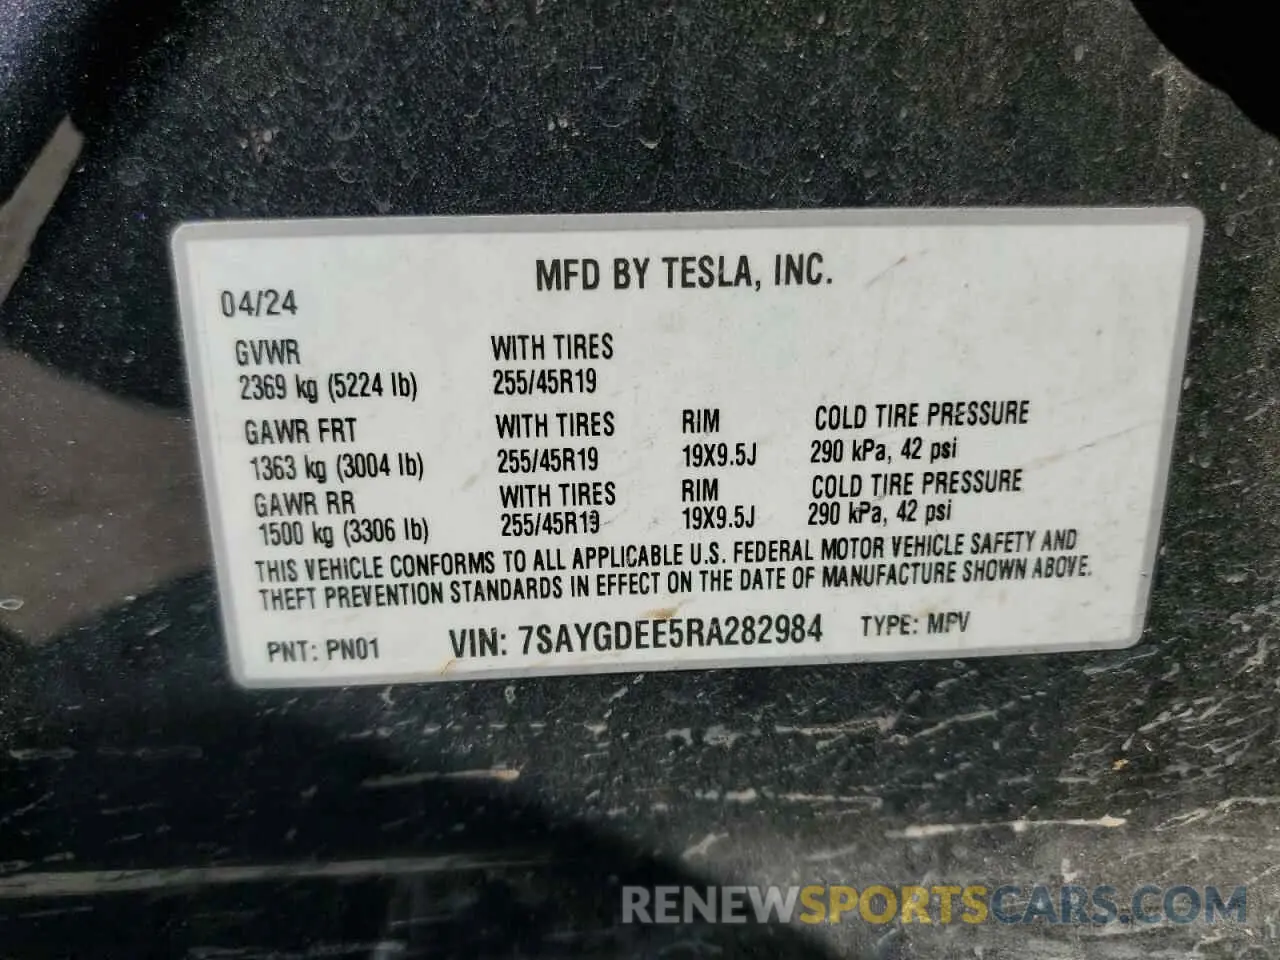 MFD BY TESLA, INC.
04/24
GVWR WITH TIRES
2369 kg (5224 lb) 255/45R19
GAWR FRT WITH TIRES RIM COLD TIRE PRESSURE
1363 kg (3004 lb) 255/45R19 19X9.5J 290 kPa, 42 psi
GAWR RR WITH TIRES RIM COLD TIRE PRESSURE
1500 kg (3306 lb) 255/45R19 19X9.5J 290 kPa, 42 psi
THIS VEHICLE CONFORMS TO ALL APPLICABLE U.S. FEDERAL MOTOR VEHICLE SAFETY AND
THEFT PREVENTION STANDARDS IN EFFECT ON THE DATE OF MANUFACTURE SHOWN ABOVE.
PNT: PN01 VIN: 7SAYGDEE5RA282984 TYPE: MPV
RENEWSPORTSCARS.COM